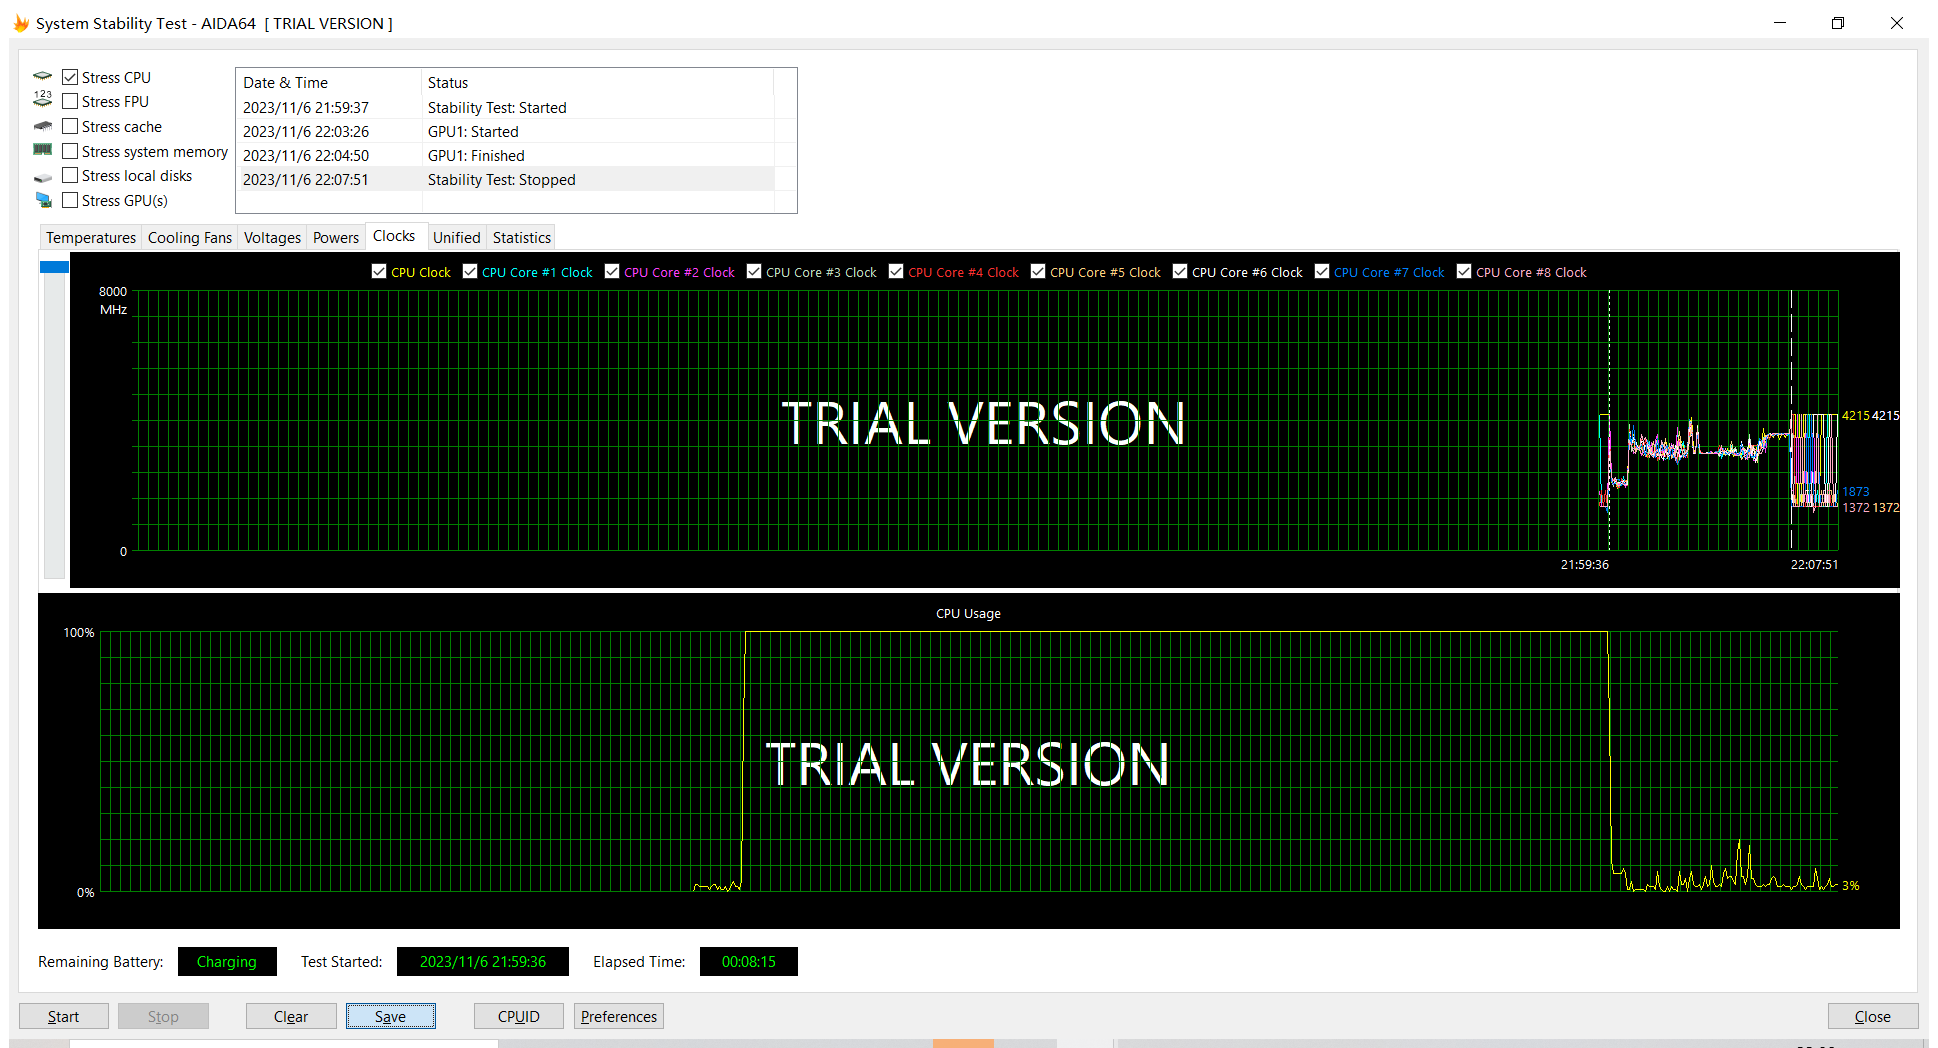 System Stability Test - AIDA64 [ TRIAL VERSION ]
Stress CPU
123
Stress FPU
Stress cache
Stress system memory
Stress local disks
Stress GPU(s)
Date & Time Status
2023/11/6 21:59:37 Stability Test: Started
2023/11/6 22:03:26 GPU1: Started
2023/11/6 22:04:50 GPU1: Finished
2023/11/6 22:07:51 Stability Test: Stopped
Temperatures Cooling Fans Voltages Powers Clocks Unified Statistics
CPU Clock CPU Core #1 Clock CPU Core #2 Clock CPU Core #3 Clock CPU Core #4 Clock CPU Core #5 Clock CPU Core #6 Clock CPU Core #7 Clock CPU Core #8 Clock
8000
MHz
TRIAL VERSION
4215 4215
1873
1372 1372
0
21:59:36 22:07:51
CPU Usage
100%
TRIAL VERSION
0%
3%
Remaining Battery: Charging Test Started: 2023/11/6 21:59:36 Elapsed Time: 00:08:15
Start Stop Clear Save CPUID Preferences Close